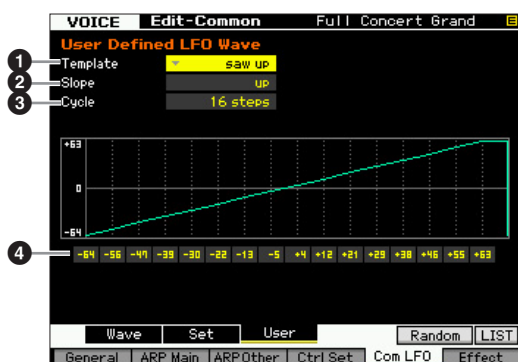 VOICE Edit-Common Full Concert Grand E
User Defined LFO Wave
1 Template saw up
2 Slope up
3 Cycle 16 steps
+63
0
-64
4 -64 -56 -47 -39 -30 -22 -13 -5 +4 +12 +21 +29 +38 +46 +55 +63
Wave Set User Random LIST
General ARP Main ARP Other Ctrl Set Com LFO Effect